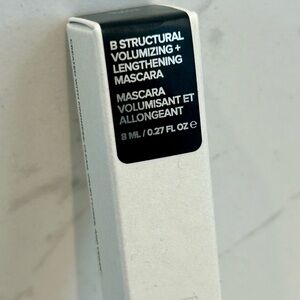 B STRUCTURAL
VOLUMIZING +
LENGTHENING
MASCARA
MASCARA
VOLUMISANT ET
ALLONGEANT
8 ML / 0.27 FL OZ ℮